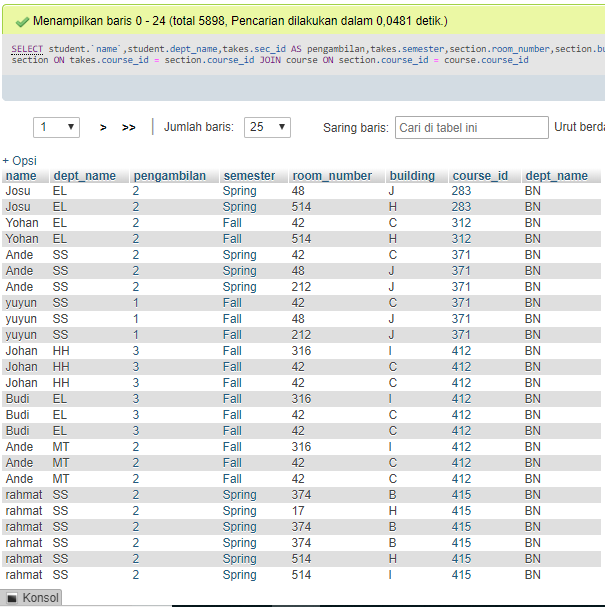 Menampilkan baris 0 - 24 (total 5898, Pencarian dilakukan dalam 0,0481 detik.)
SELECT student.`name`,student.dept_name,takes.sec_id AS pengambilan,takes.semester,section.room_number,section.bu
section ON takes.course_id = section.course_id JOIN course ON section.course_id = course.course_id
1 > >> Jumlah baris: 25 Saring baris: Cari di tabel ini Urut berda
+ Opsi
name dept_name pengambilan semester room_number building course_id dept_name
Josu EL 2 Spring 48 J 283 BN
Josu EL 2 Spring 514 H 283 BN
Yohan EL 2 Fall 42 C 312 BN
Yohan EL 2 Fall 514 H 312 BN
Ande SS 2 Spring 42 C 371 BN
Ande SS 2 Spring 48 J 371 BN
Ande SS 2 Spring 212 J 371 BN
yuyun SS 1 Fall 42 C 371 BN
yuyun SS 1 Fall 48 J 371 BN
yuyun SS 1 Fall 212 J 371 BN
Johan HH 3 Fall 316 I 412 BN
Johan HH 3 Fall 42 C 412 BN
Johan HH 3 Fall 42 C 412 BN
Budi EL 3 Fall 316 I 412 BN
Budi EL 3 Fall 42 C 412 BN
Budi EL 3 Fall 42 C 412 BN
Ande MT 2 Fall 316 I 412 BN
Ande MT 2 Fall 42 C 412 BN
Ande MT 2 Fall 42 C 412 BN
rahmat SS 2 Spring 374 B 415 BN
rahmat SS 2 Spring 17 H 415 BN
rahmat SS 2 Spring 374 B 415 BN
rahmat SS 2 Spring 374 B 415 BN
rahmat SS 2 Spring 514 H 415 BN
rahmat SS 2 Spring 514 I 415 BN
Konsol